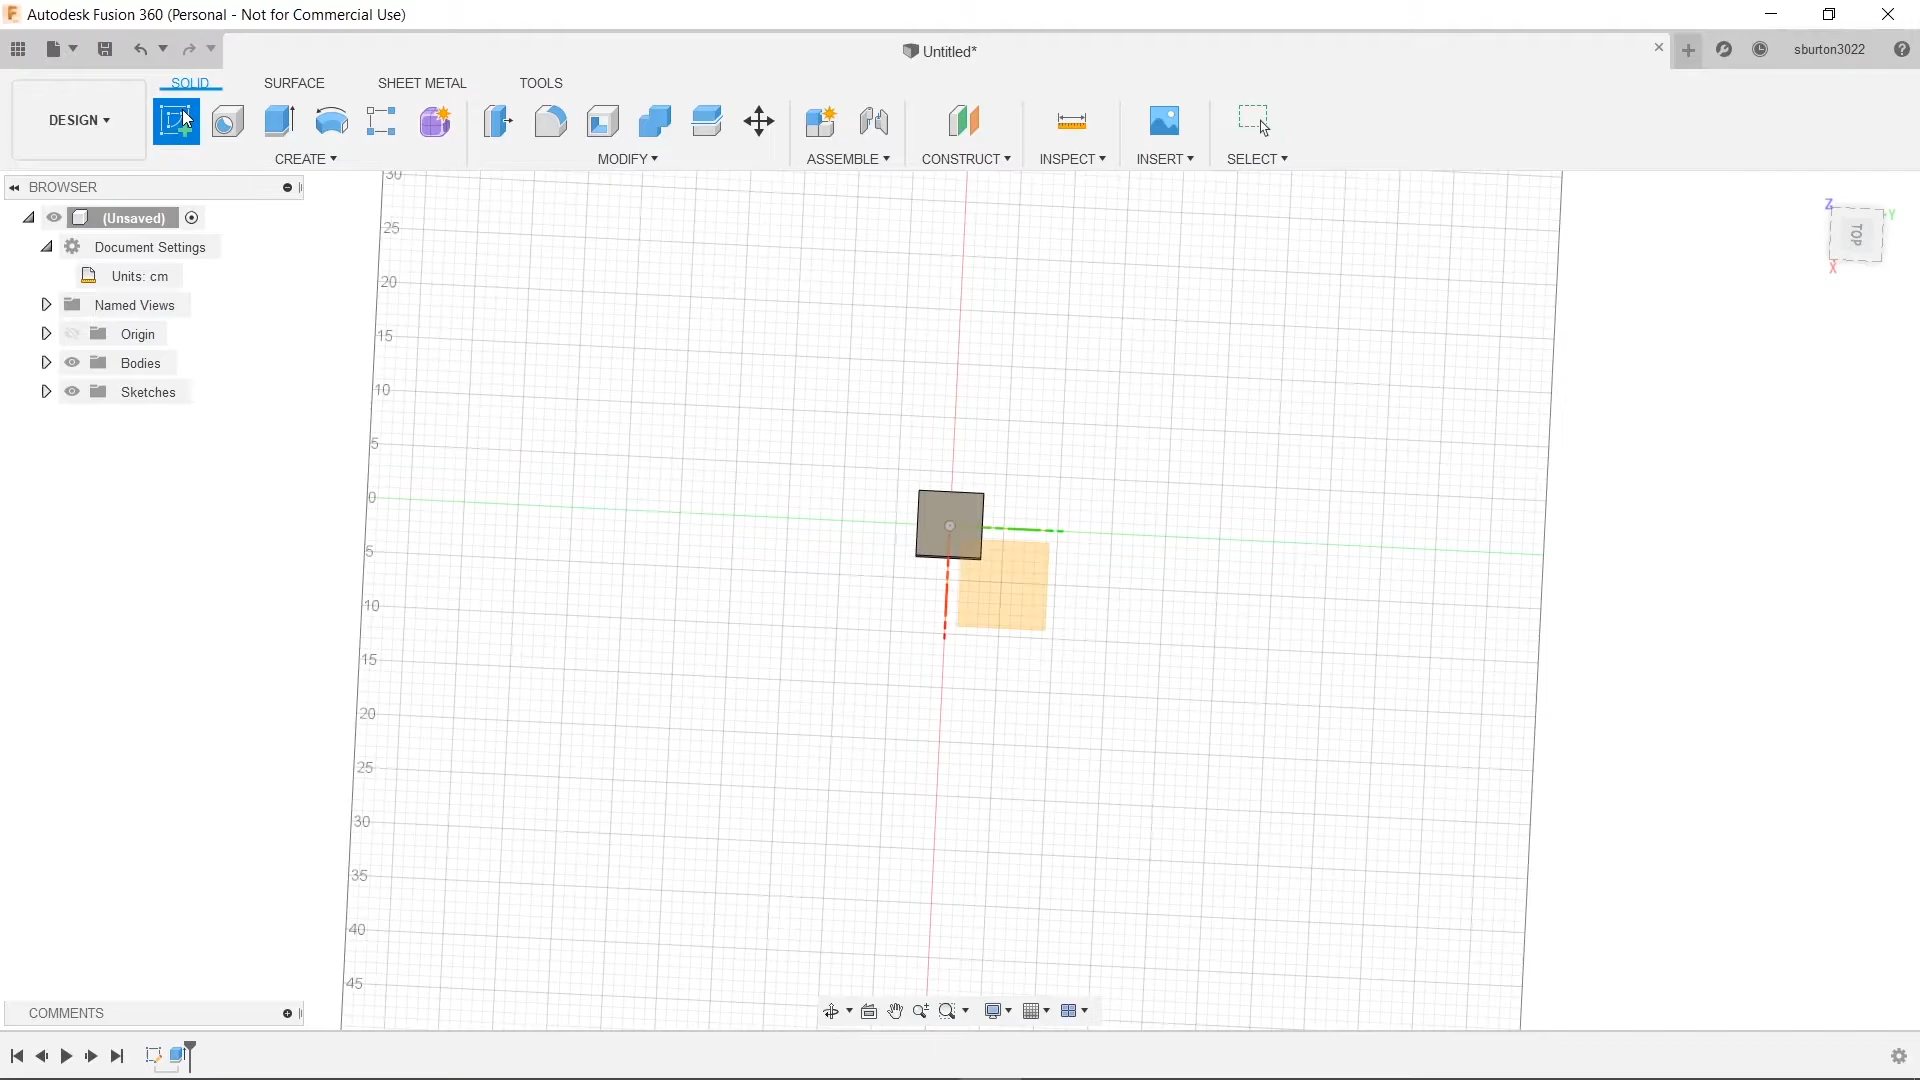 Autodesk Fusion 360 (Personal - Not for Commercial Use)
Untitled*
sburton3022
SOLID
SURFACE
SHEET METAL
TOOLS
DESIGN
CREATE
MODIFY
ASSEMBLE
CONSTRUCT
INSPECT
INSERT
SELECT
BROWSER
(Unsaved)
Document Settings
Units: cm
Named Views
Origin
Bodies
Sketches
30
25
20
15
10
5
0
5
10
15
20
25
30
35
40
45
Z
Y
TOP
X
COMMENTS